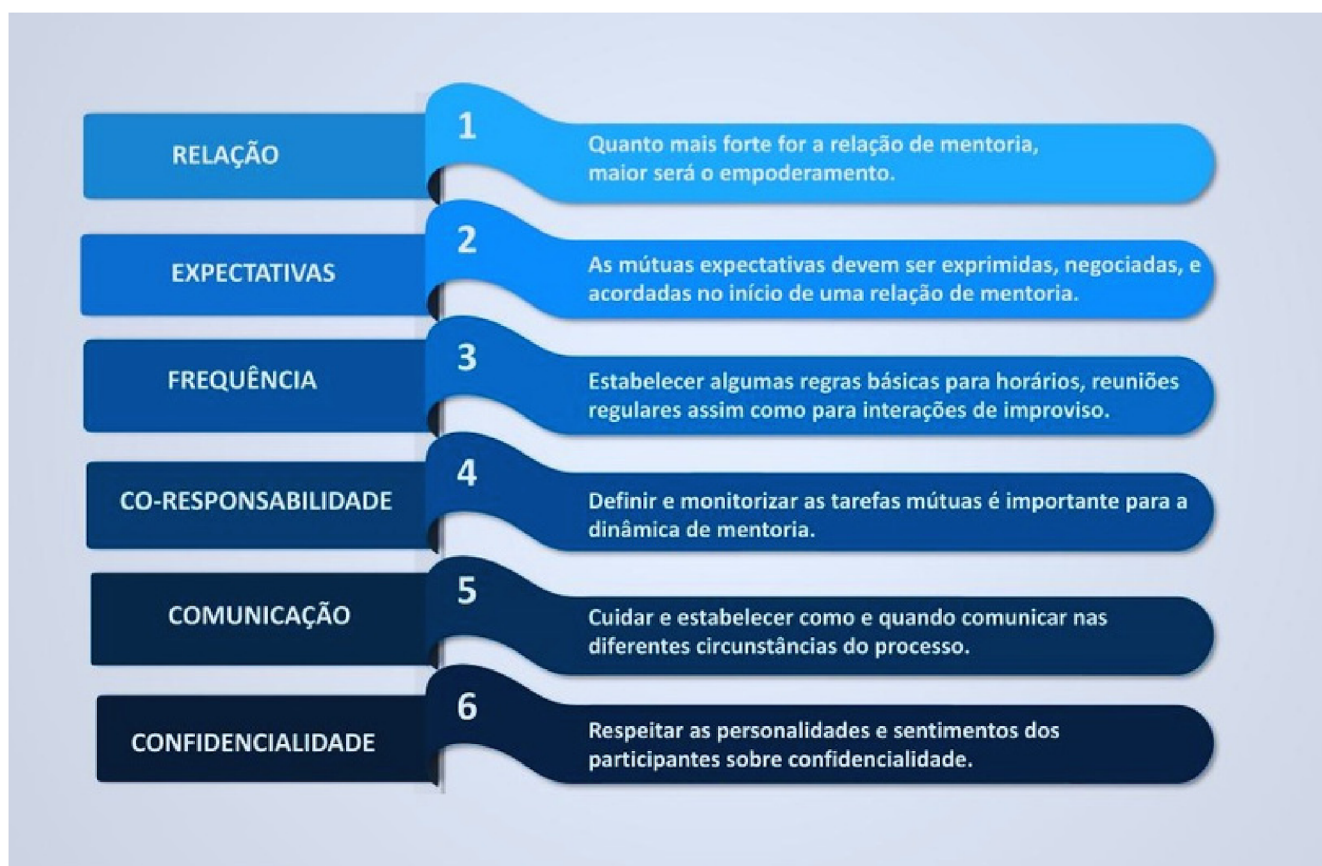 RELAÇÃO
1
Quanto mais forte for a relação de mentoria,
maior será o empoderamento.
EXPECTATIVAS
2
As mútuas expectativas devem ser exprimidas, negociadas, e
acordadas no início de uma relação de mentoria.
FREQUÊNCIA
3
Estabelecer algumas regras básicas para horários, reuniões
regulares assim como para interações de improviso.
CO-RESPONSABILIDADE
4
Definir e monitorizar as tarefas mútuas é importante para a
dinâmica de mentoria.
COMUNICAÇÃO
5
Cuidar e estabelecer como e quando comunicar nas
diferentes circunstâncias do processo.
CONFIDENCIALIDADE
6
Respeitar as personalidades e sentimentos dos
participantes sobre confidencialidade.